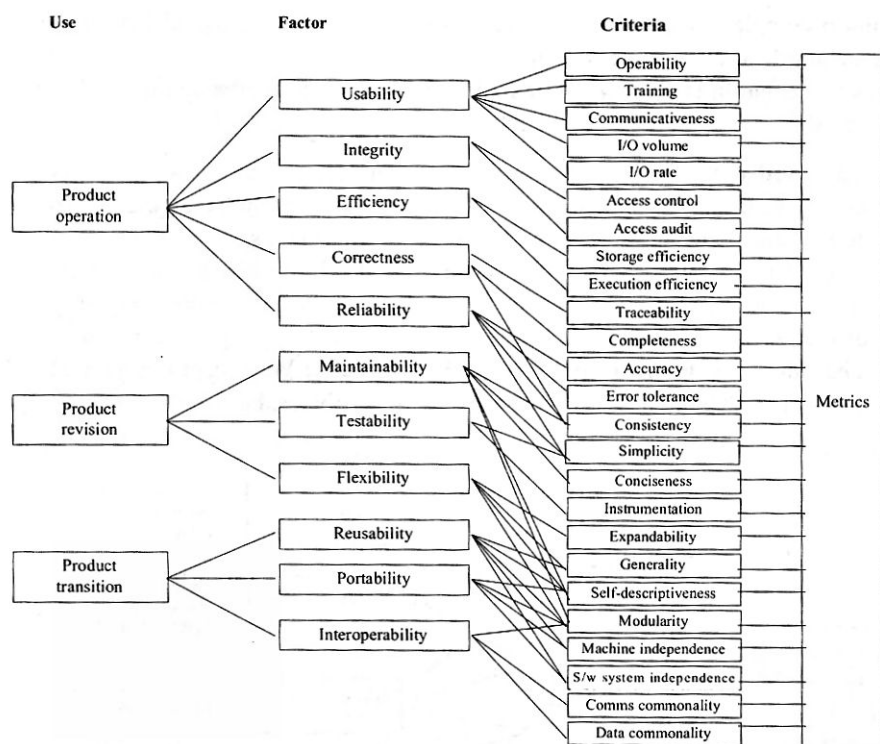 Use Factor Criteria
Operability
Training
Communicativeness
I/O volume
I/O rate
Access control
Access audit
Storage efficiency
Execution efficiency
Traceability
Completeness
Accuracy
Error tolerance
Consistency
Simplicity
Conciseness
Instrumentation
Expandability
Generality
Self-descriptiveness
Modularity
Machine independence
S/w system independence
Comms commonality
Data commonality
Usability
Integrity
Efficiency
Correctness
Reliability
Maintainability
Testability
Flexibility
Reusability
Portability
Interoperability
Product
operation
Product
revision
Product
transition
Metrics